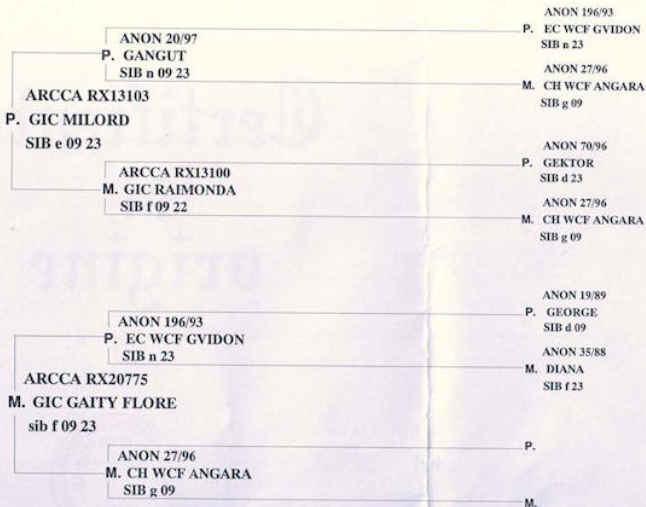 ANON 196/93
P. EC WCF GVIDON
SIB n 23
ANON 20/97
P. GANGUT
SIB n 09 23
ANON 27/96
M. CH WCF ANGARA
SIB g 09
ARCCA RX13103
P. GIC MILORD
SIB e 09 23
ANON 70/96
P. GEKTOR
SIB d 23
ARCCA RX13100
M. GIC RAIMONDA
SIB f 09 22
ANON 27/96
M. CH WCF ANGARA
SIB g 09
ANON 19/89
P. GEORGE
SIB d 09
ANON 196/93
P. EC WCF GVIDON
SIB n 23
ANON 35/88
M. DIANA
SIB f 23
ARCCA RX20775
M. GIC GAITY FLORE
sib f 09 23
P.
ANON 27/96
M. CH WCF ANGARA
SIB g 09
M.